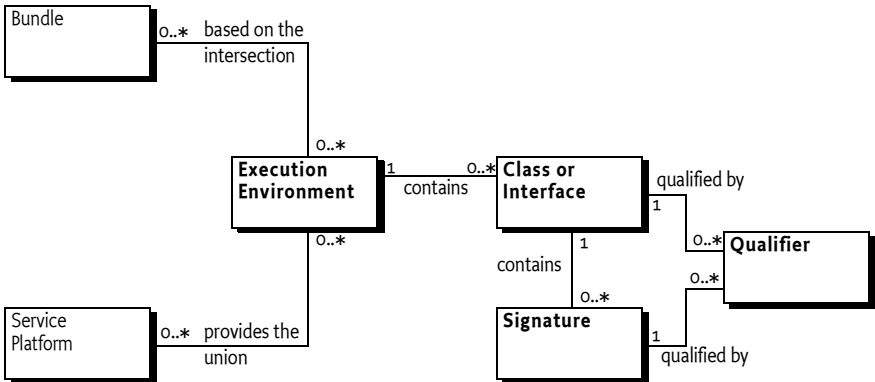 Bundle
0..*
based on the
intersection
0..*
Execution
Environment
1
contains
0..*
Class or
Interface
qualified by
1
0..*
Qualifier
0..*
1
contains
0..*
Service
Platform
0..*
provides the
union
Signature
0..*
1
qualified by